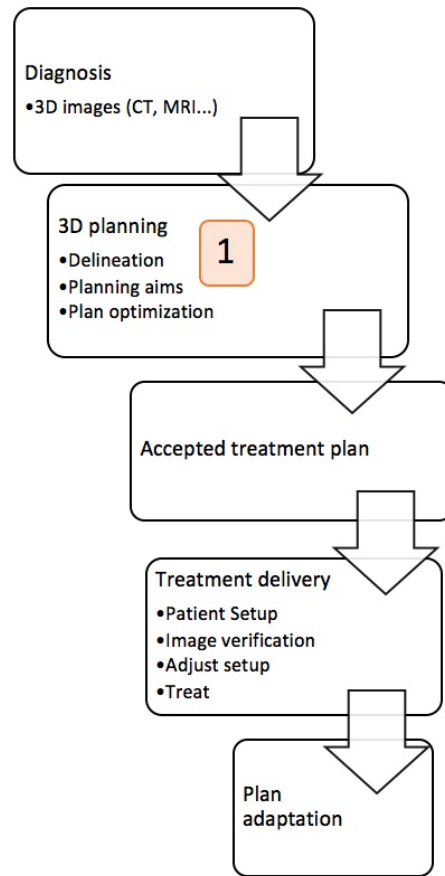 Diagnosis
•3D images (CT, MRI...)
3D planning
1
•Delineation
•Planning aims
•Plan optimization
Accepted treatment plan
Treatment delivery
•Patient Setup
•Image verification
•Adjust setup
•Treat
Plan
adaptation